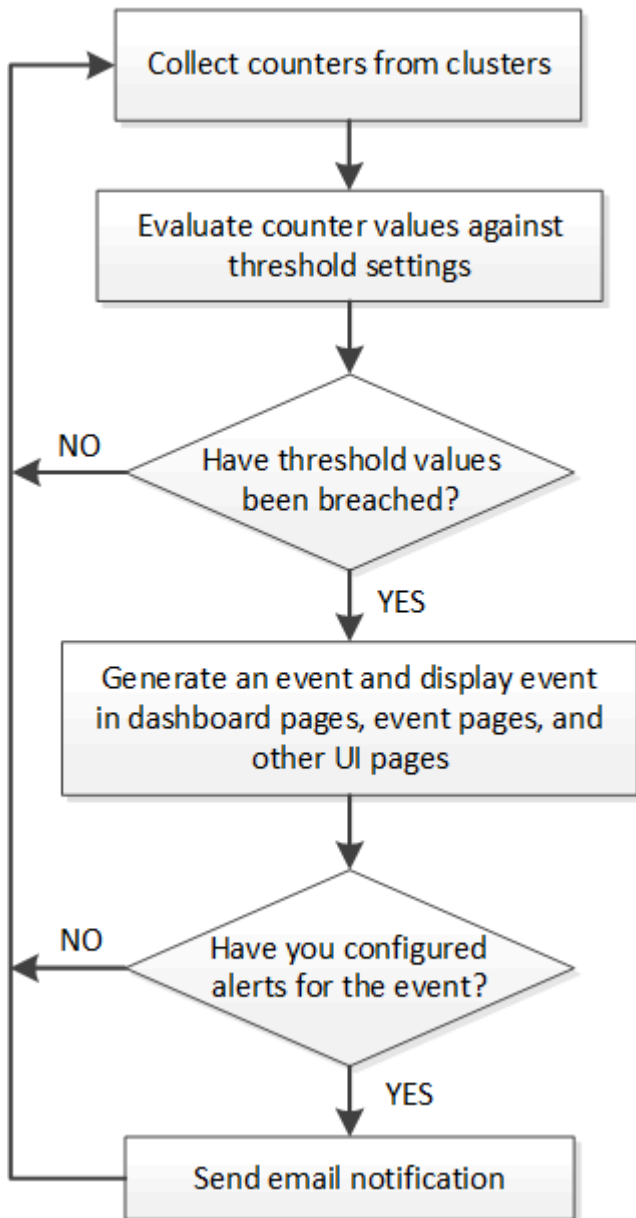 Collect counters from clusters
Evaluate counter values against
threshold settings
NO
Have threshold values
been breached?
YES
Generate an event and display event
in dashboard pages, event pages, and
other UI pages
NO
Have you configured
alerts for the event?
YES
Send email notification